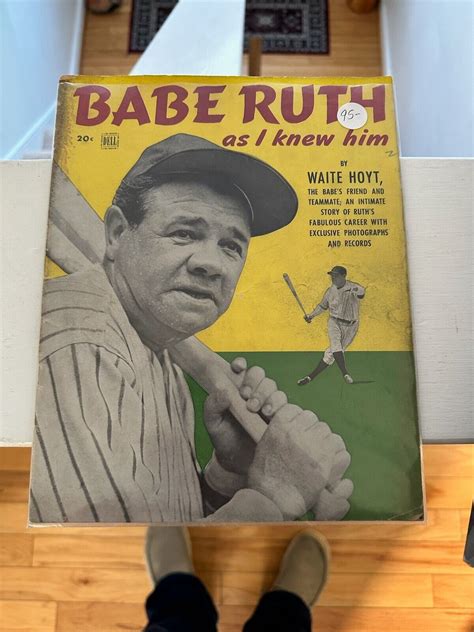 BABE RUTH
95-
as I knew him
20¢
DELL
BY
WAITE HOYT,
THE BABE'S FRIEND AND
TEAMMATE; AN INTIMATE
STORY OF RUTH'S
FABULOUS CAREER WITH
EXCLUSIVE PHOTOGRAPHS
AND RECORDS